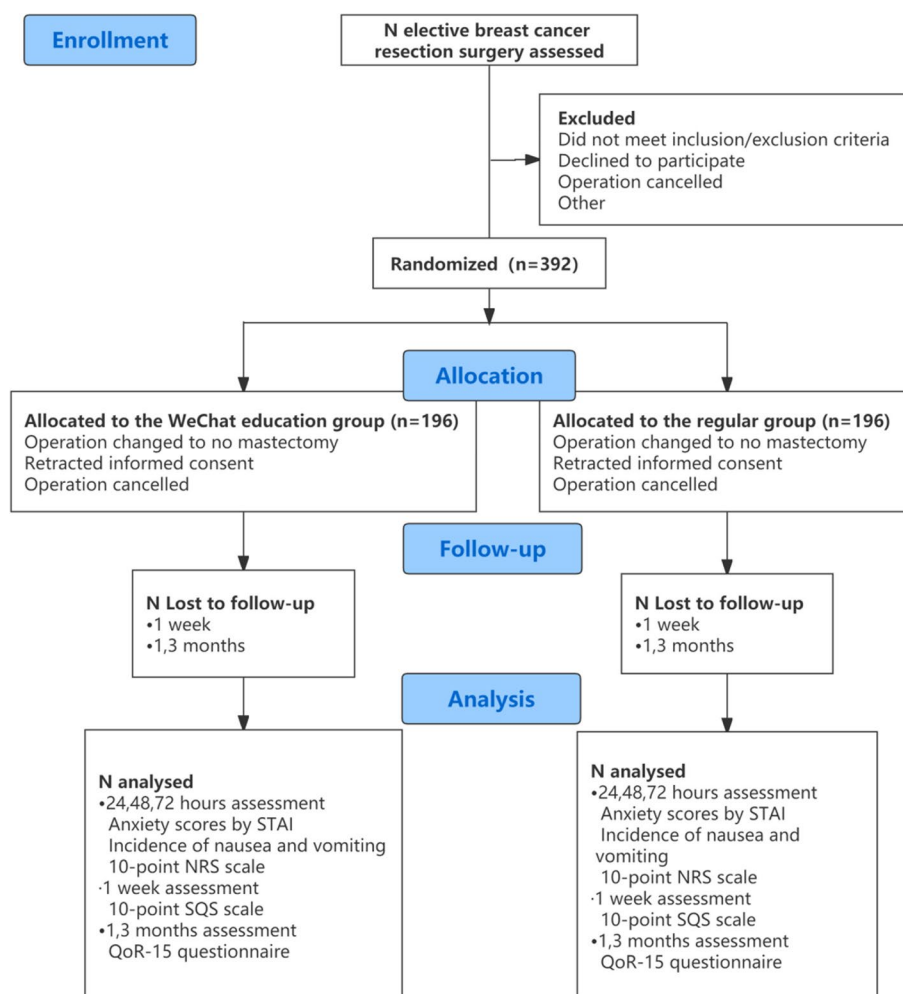 Enrollment
N elective breast cancer
resection surgery assessed
Excluded
Did not meet inclusion/exclusion criteria
Declined to participate
Operation cancelled
Other
Randomized (n=392)
Allocation
Allocated to the WeChat education group (n=196)
Operation changed to no mastectomy
Retracted informed consent
Operation cancelled
Allocated to the regular group (n=196)
Operation changed to no mastectomy
Retracted informed consent
Operation cancelled
Follow-up
N Lost to follow-up
•1 week
•1,3 months
N Lost to follow-up
•1 week
•1,3 months
Analysis
N analysed
•24,48,72 hours assessment
Anxiety scores by STAI
Incidence of nausea and vomiting
10-point NRS scale
·1 week assessment
10-point SQS scale
•1,3 months assessment
QoR-15 questionnaire
N analysed
•24,48,72 hours assessment
Anxiety scores by STAI
Incidence of nausea and
vomiting
10-point NRS scale
·1 week assessment
10-point SQS scale
•1,3 months assessment
QoR-15 questionnaire